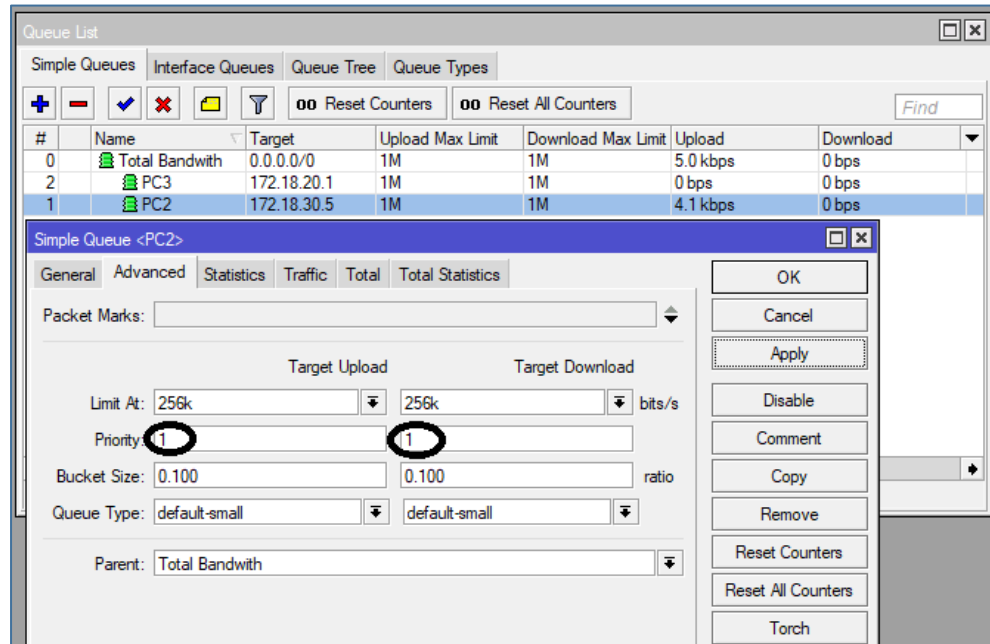 Queue List
Simple Queues Interface Queues Queue Tree Queue Types
00 Reset Counters 00 Reset All Counters Find
# Name Target Upload Max Limit Download Max Limit Upload Download
0 Total Bandwith 0.0.0.0/0 1M 1M 5.0 kbps 0 bps
2 PC3 172.18.20.1 1M 1M 0 bps 0 bps
1 PC2 172.18.30.5 1M 1M 4.1 kbps 0 bps
Simple Queue <PC2>
General Advanced Statistics Traffic Total Total Statistics
OK
Packet Marks:
Cancel
Apply
Target Upload Target Download
Limit At: 256k 256k bits/s
Disable
Priority: 1 1
Comment
Bucket Size: 0.100 0.100 ratio
Copy
Queue Type: default-small default-small
Remove
Parent: Total Bandwith
Reset Counters
Reset All Counters
Torch